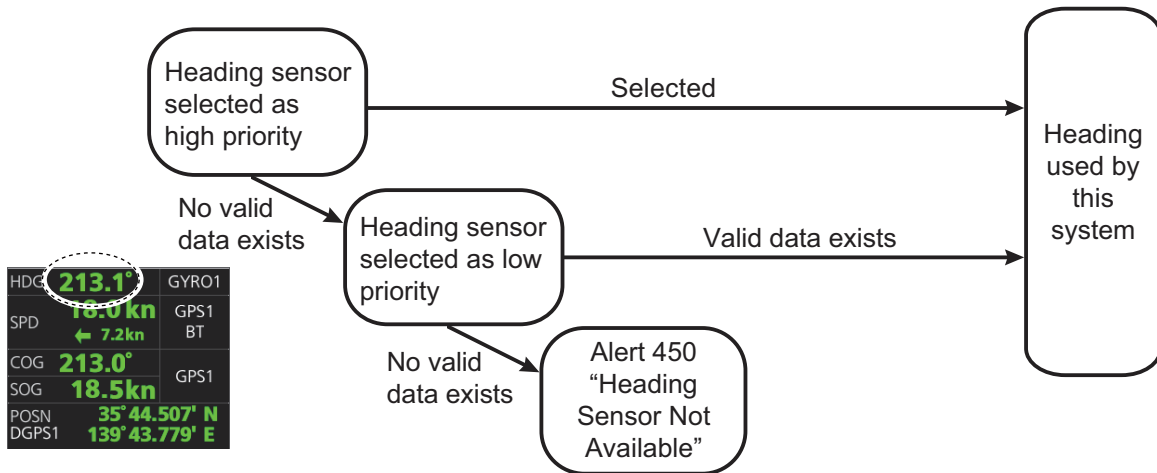 Heading sensor
selected as
high priority
Selected
Heading
used by
this
system
No valid
data exists
Heading sensor
selected as low
priority
Valid data exists
No valid
data exists
Alert 450
“Heading
Sensor Not
Available”
HDG 213.1° GYRO1
SPD 18.0 kn GPS1
7.2kn BT
COG 213.0° GPS1
SOG 18.5kn
POSN 35°44.507' N
DGPS1 139°43.779' E